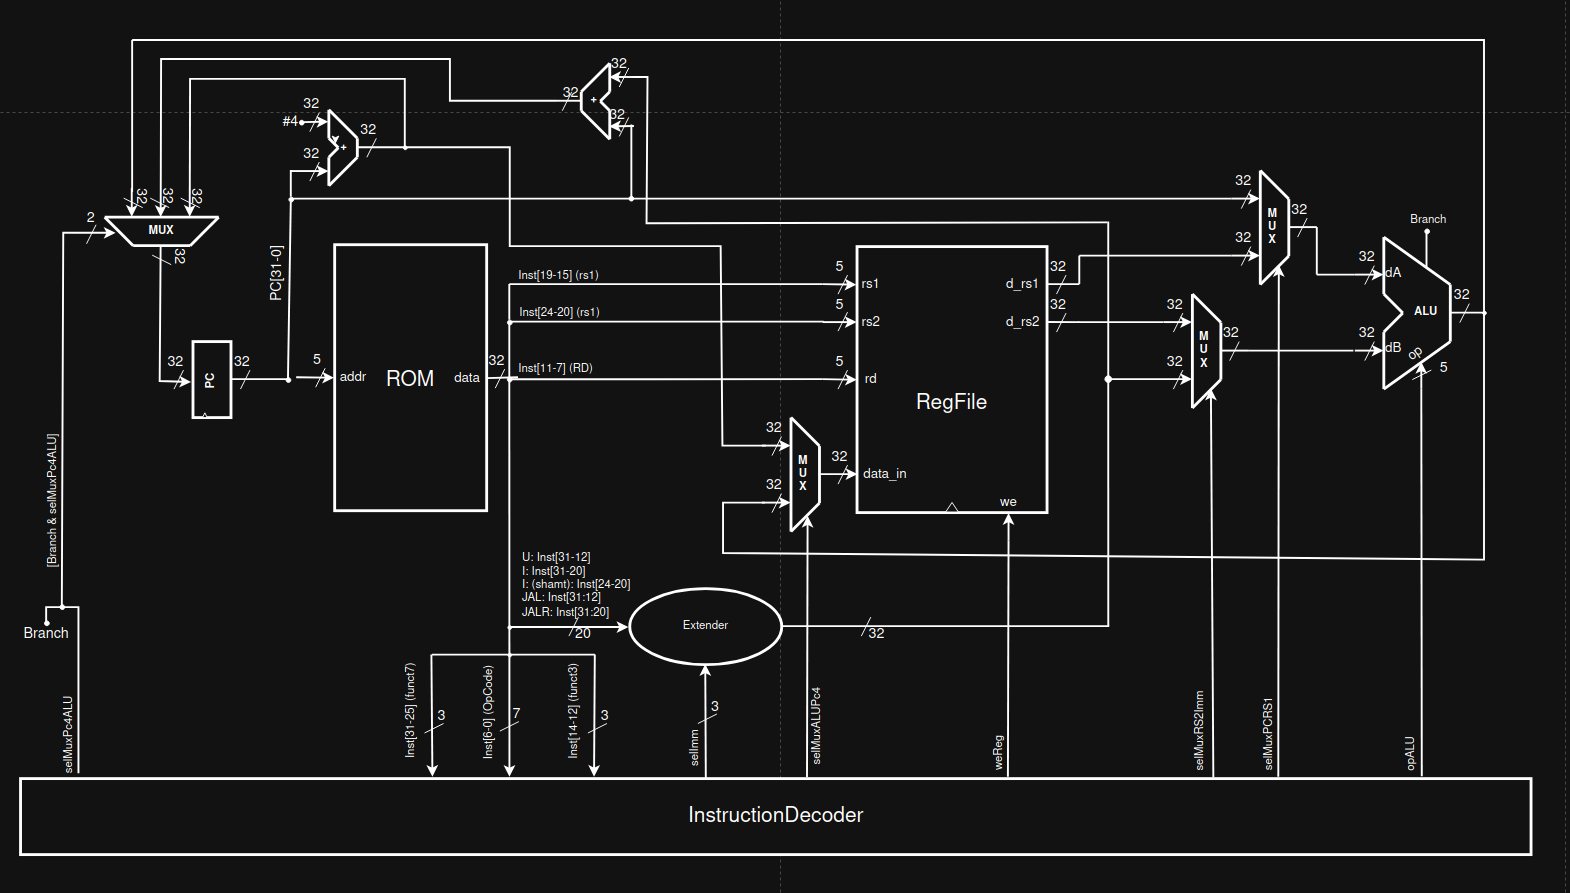 32
32
32
#4
32
32
+
32
32
+
32
32
32
32
2
MUX
32
PC[31-0]
32
PC
32
5
addr
ROM
data
32
Inst[19-15] (rs1)
Inst[24-20] (rs1)
Inst[11-7] (RD)
5
rs1
5
rs2
5
rd
RegFile
d_rs1
32
d_rs2
32
data_in
we
32
32
MUX
32
32
32
MUX
32
32
32
MUX
32
Branch
32
dA
32
dB
ALU
op
32
5
[Branch & selMuxPc4ALU]
Branch
selMuxPc4ALU
U: Inst[31-12]
I: Inst[31-20]
I: (shamt): Inst[24-20]
JAL: Inst[31:12]
JALR: Inst[31:20]
20
Extender
32
Inst[31-25] (funct7)
3
Inst[6-0] (OpCode)
7
Inst[14-12] (funct3)
3
selImm
3
selMuxALUPc4
weReg
selMuxRS2Imm
selMuxPCRS1
opALU
InstructionDecoder